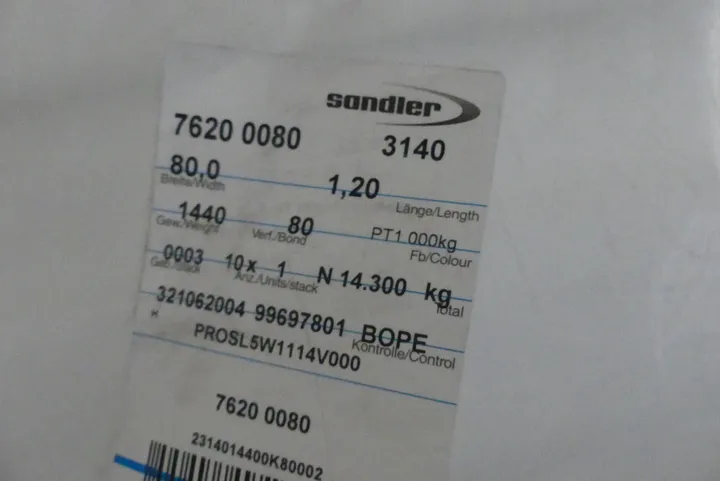 sandler
7620 0080 3140
80,0 1,20
Breite/Width Länge/Length
1440 80 PT1 000kg
Gew./Weight Verf./Bond Fb/Colour
0003 10x 1 N 14.300 kg
Anz./Units/stack Total
321062004 99697801 BOPE
Kontrolle/Control
PROSL5W1114V000
7620 0080
2314014400K80002